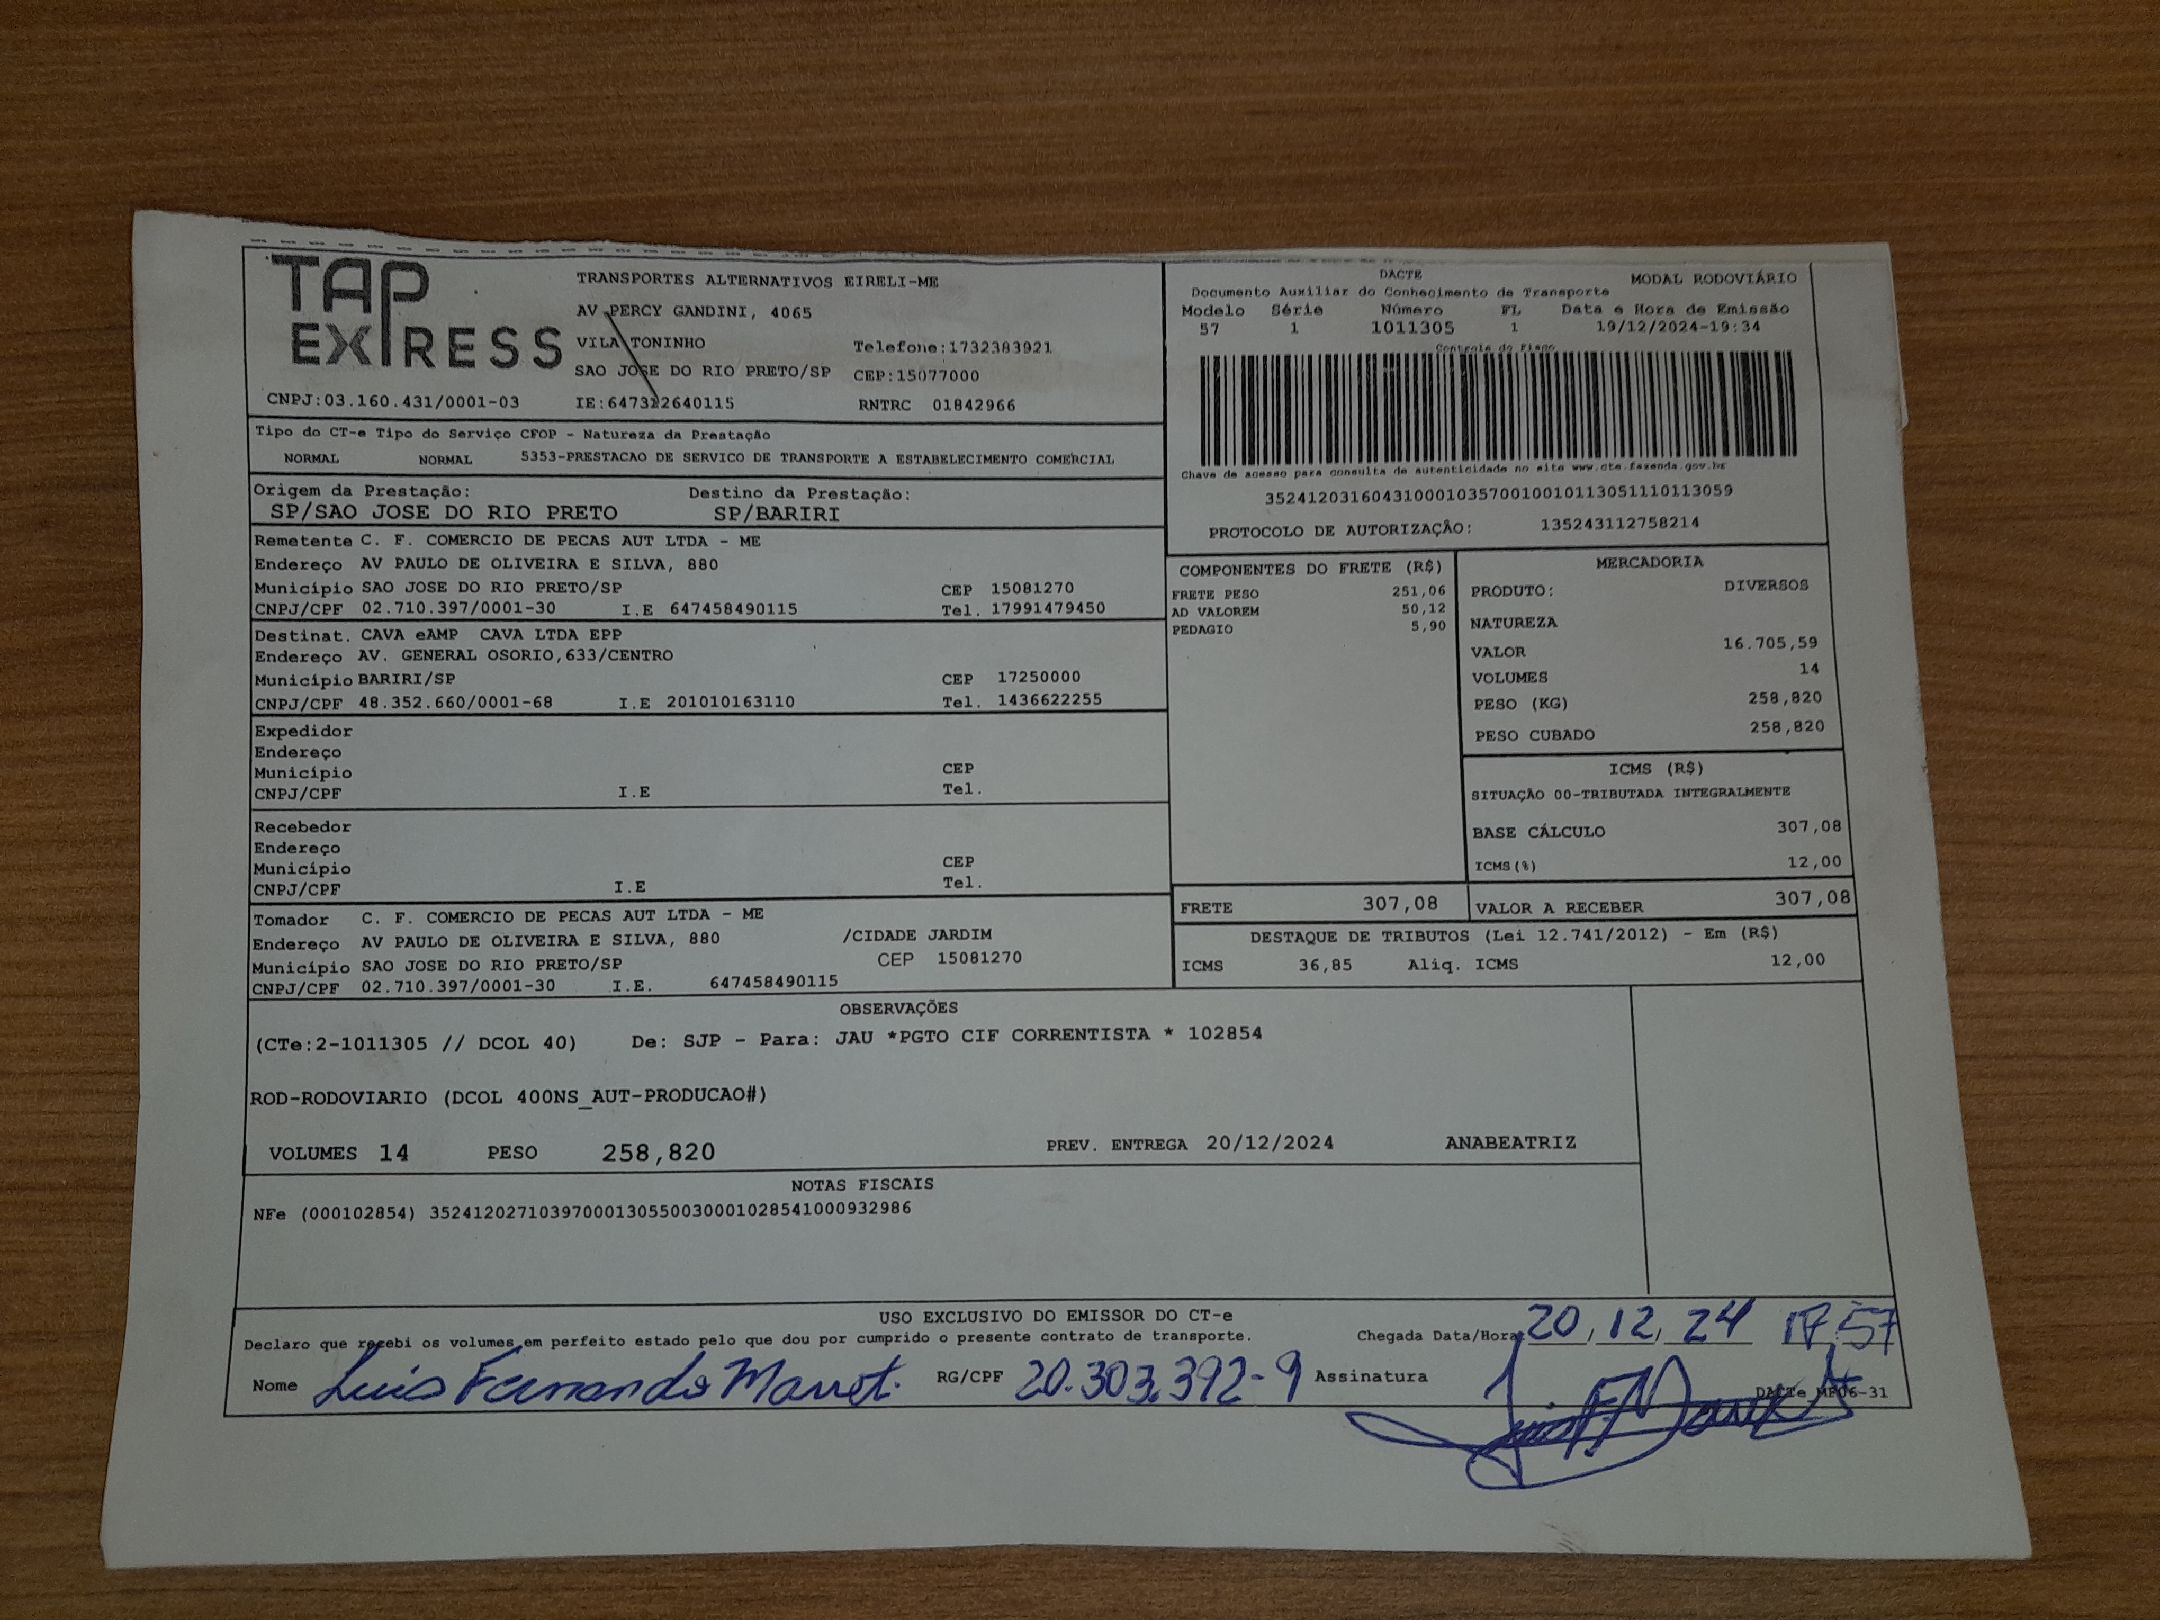 TAP EXPRESS
TRANSPORTES ALTERNATIVOS EIRELI-ME
AV PERCY GANDINI, 4065
VILA TONINHO Telefone:1732383921
SAO JOSE DO RIO PRETO/SP CEP:15077000
CNPJ:03.160.431/0001-03 IE:647322640115 RNTRC 01842966
DACTE MODAL RODOVIÁRIO
Documento Auxiliar do Conhecimento de Transporte
Modelo Série Número FL Data e Hora de Emissão
57 1 1011305 1 19/12/2024-19:34
Controle do Fisco
Chave de acesso para consulta de autenticidade no site www.cte.fazenda.gov.br
35241203160431000103570010010113051110113059
PROTOCOLO DE AUTORIZAÇÃO: 135243112758214
Tipo do CT-e Tipo do Serviço CFOP - Natureza da Prestação
NORMAL NORMAL 5353-PRESTACAO DE SERVICO DE TRANSPORTE A ESTABELECIMENTO COMERCIAL
Origem da Prestação: Destino da Prestação:
SP/SAO JOSE DO RIO PRETO SP/BARIRI
Remetente C. F. COMERCIO DE PECAS AUT LTDA - ME
Endereço AV PAULO DE OLIVEIRA E SILVA, 880
Município SAO JOSE DO RIO PRETO/SP CEP 15081270
CNPJ/CPF 02.710.397/0001-30 I.E 647458490115 Tel. 17991479450
Destinat. CAVA eAMP CAVA LTDA EPP
Endereço AV. GENERAL OSORIO,633/CENTRO
Município BARIRI/SP CEP 17250000
CNPJ/CPF 48.352.660/0001-68 I.E 201010163110 Tel. 1436622255
Expedidor
Endereço
Município CEP
CNPJ/CPF I.E Tel.
Recebedor
Endereço
Município CEP
CNPJ/CPF I.E Tel.
Tomador C. F. COMERCIO DE PECAS AUT LTDA - ME
Endereço AV PAULO DE OLIVEIRA E SILVA, 880 /CIDADE JARDIM
Município SAO JOSE DO RIO PRETO/SP CEP 15081270
CNPJ/CPF 02.710.397/0001-30 I.E. 647458490115
COMPONENTES DO FRETE (R$)
FRETE PESO 251,06
AD VALOREM 50,12
PEDAGIO 5,90
MERCADORIA
PRODUTO: DIVERSOS
NATUREZA
VALOR 16.705,59
VOLUMES 14
PESO (KG) 258,820
PESO CUBADO 258,820
ICMS (R$)
SITUAÇÃO 00-TRIBUTADA INTEGRALMENTE
BASE CÁLCULO 307,08
ICMS(%) 12,00
FRETE 307,08 VALOR A RECEBER 307,08
DESTAQUE DE TRIBUTOS (Lei 12.741/2012) - Em (R$)
ICMS 36,85 Aliq. ICMS 12,00
OBSERVAÇÕES
(CTe:2-1011305 // DCOL 40) De: SJP - Para: JAU *PGTO CIF CORRENTISTA * 102854
ROD-RODOVIARIO (DCOL 400NS_AUT-PRODUCAO#)
VOLUMES 14 PESO 258,820 PREV. ENTREGA 20/12/2024 ANABEATRIZ
NOTAS FISCAIS
NFe (000102854) 35241202710397000130550030001028541000932986
USO EXCLUSIVO DO EMISSOR DO CT-e
Declaro que recebi os volumes em perfeito estado pelo que dou por cumprido o presente contrato de transporte. Chegada Data/Hora: 20/12/24 17:57
Nome Luis Fernando RG/CPF 20.303.392-9 Assinatura
DACTe MP06-31